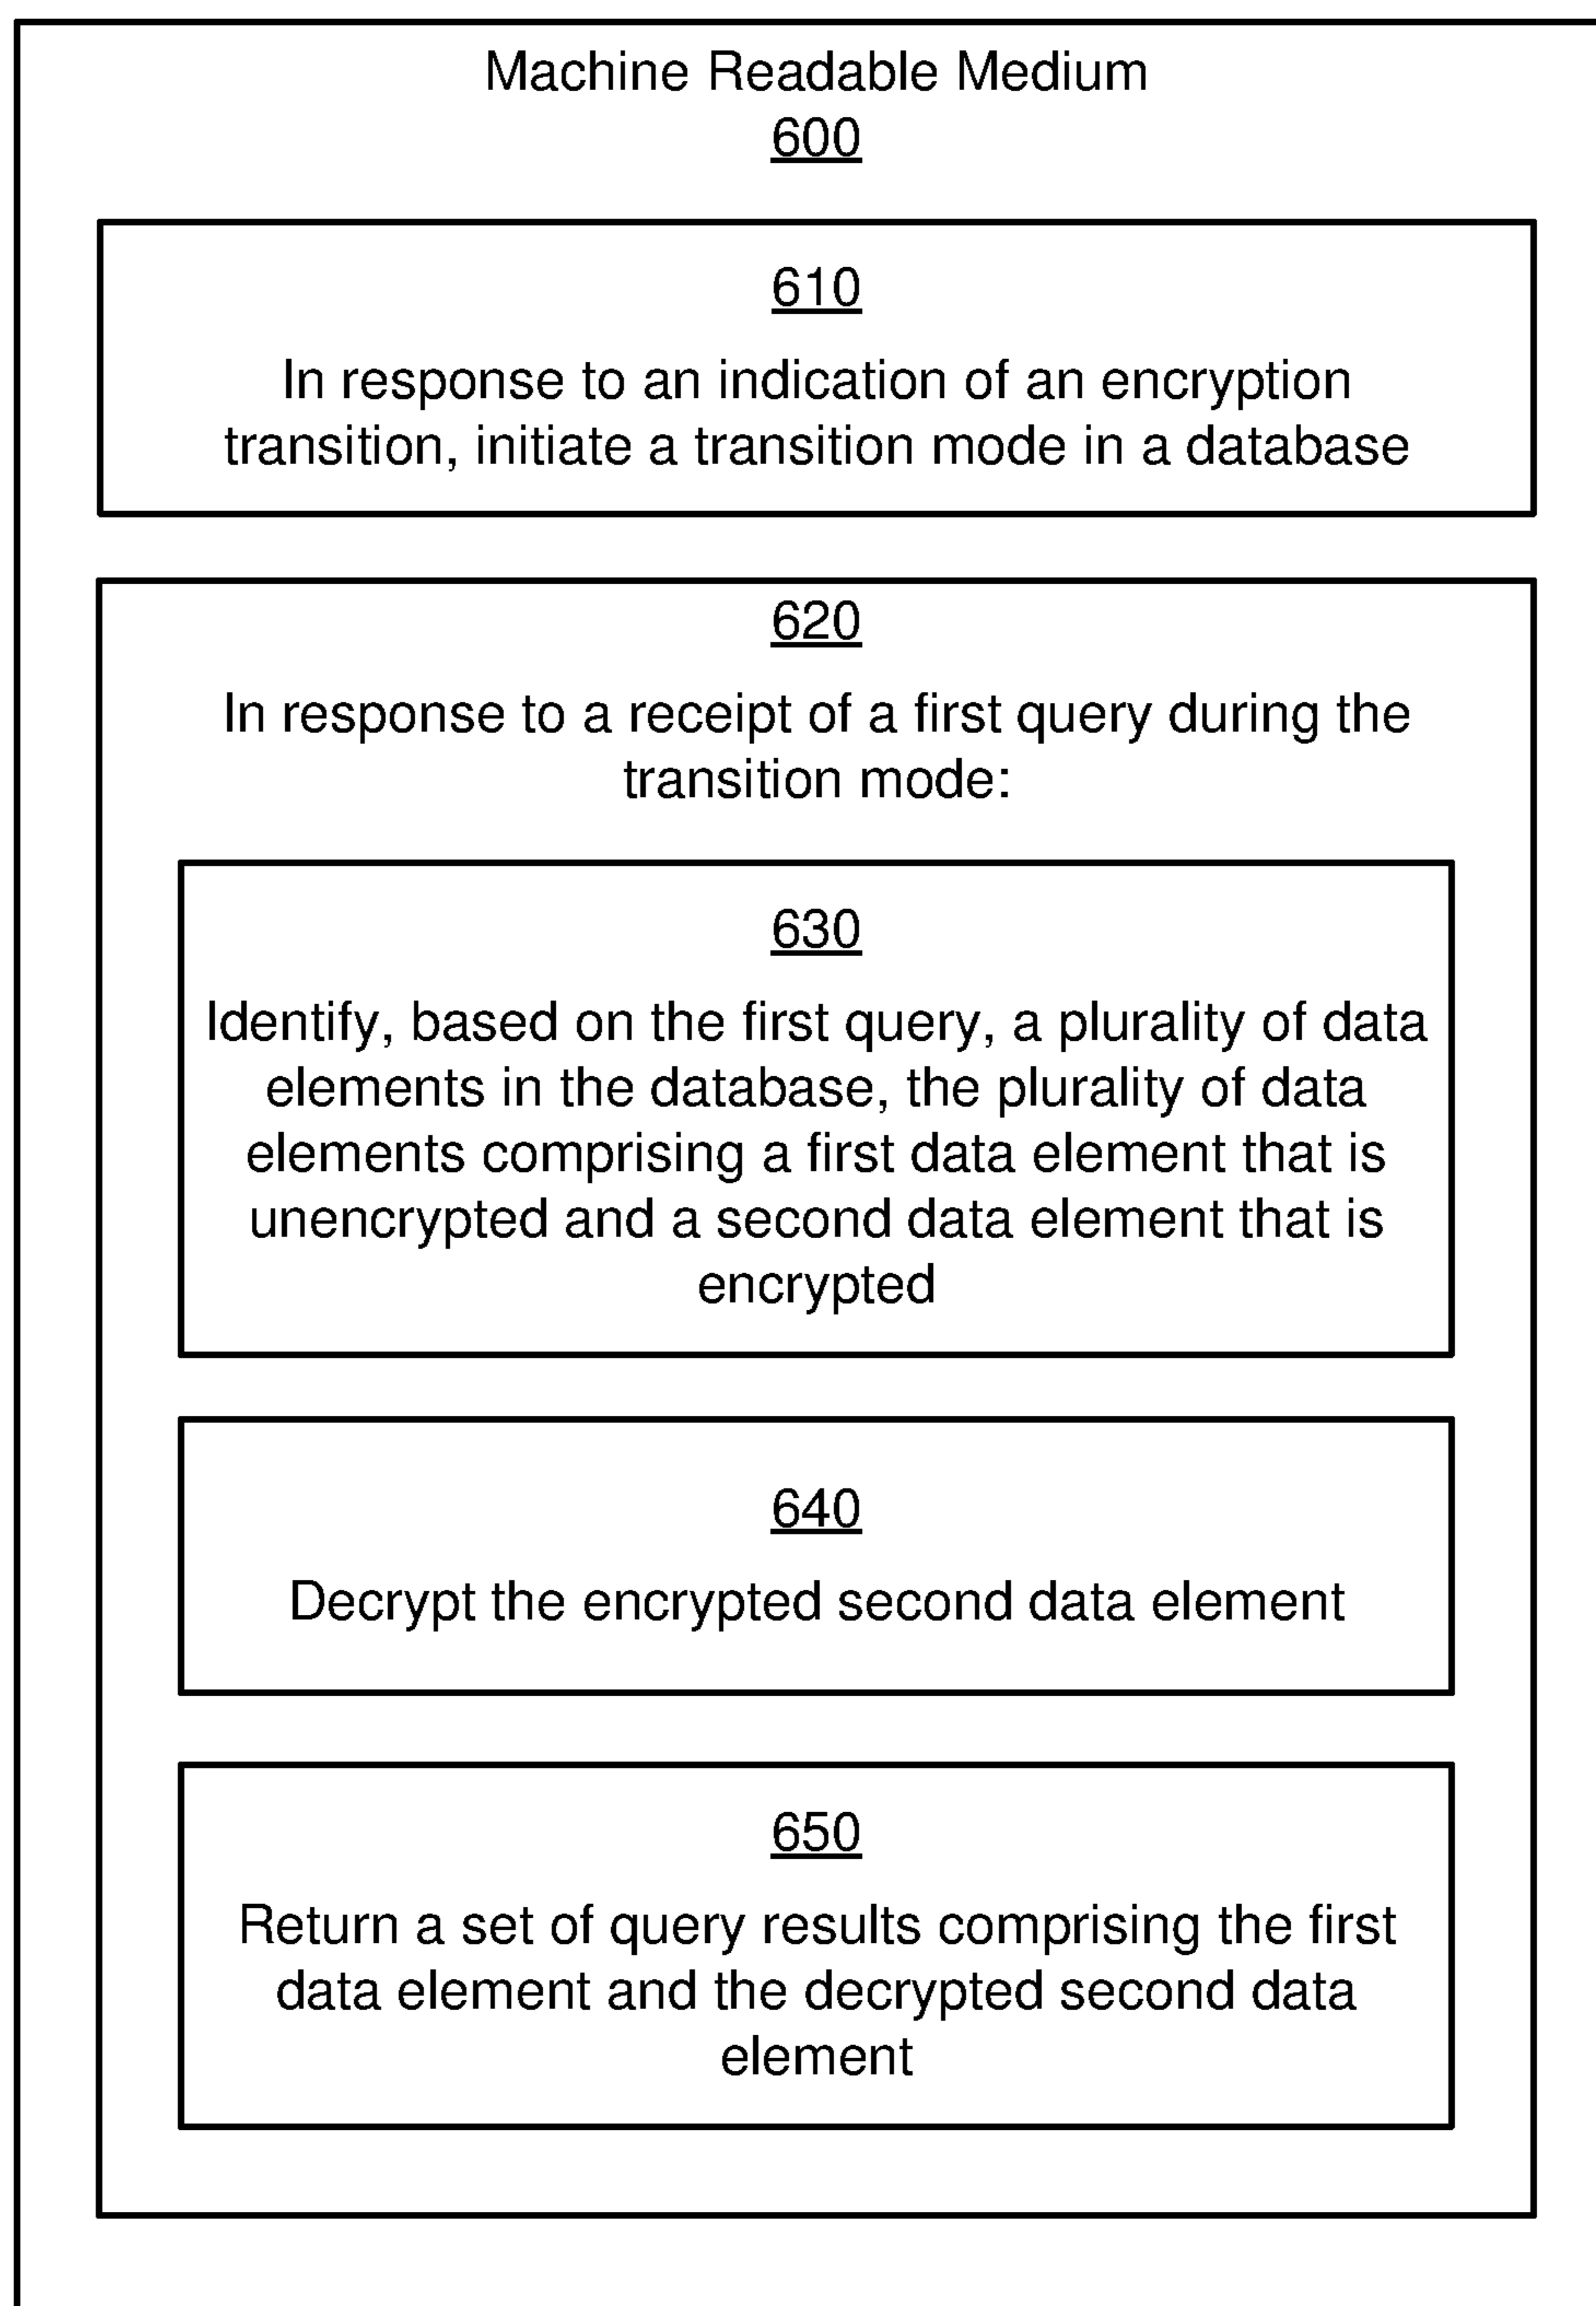 Machine Readable Medium
600
610
In response to an indication of an encryption
transition, initiate a transition mode in a database
620
In response to a receipt of a first query during the
transition mode:
630
Identify, based on the first query, a plurality of data
elements in the database, the plurality of data
elements comprising a first data element that is
unencrypted and a second data element that is
encrypted
640
Decrypt the encrypted second data element
650
Return a set of query results comprising the first
data element and the decrypted second data
element